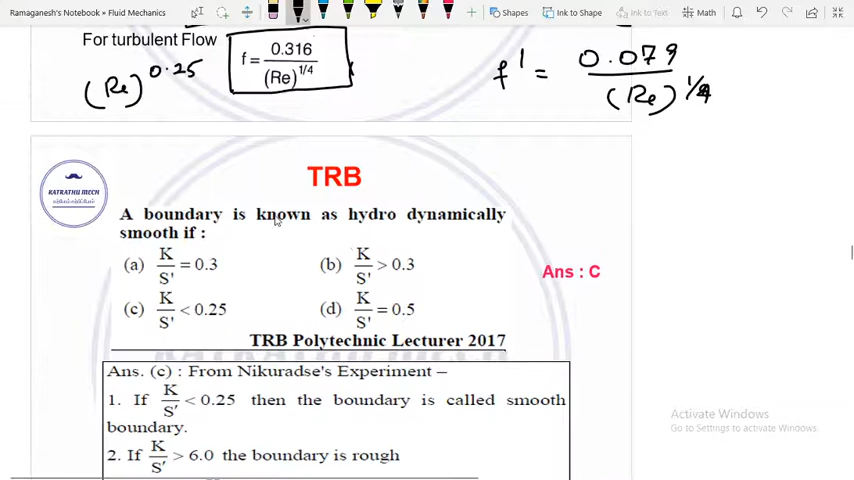 Ramaganesh's Notebook » Fluid Mechanics
Shapes
Ink to Shape
Ink to Text
Math
For turbulent Flow
f = 0.316 / (Re)^1/4
(Re)^0.25
f' = 0.079 / (Re)^1/4
TRB
KATRATHU MECH
A boundary is known as hydro dynamically
smooth if :
(a) K/S' = 0.3 (b) K/S' > 0.3
(c) K/S' < 0.25 (d) K/S' = 0.5
Ans : C
TRB Polytechnic Lecturer 2017
Ans. (c) : From Nikuradse's Experiment –
1. If K/S' < 0.25 then the boundary is called smooth
boundary.
2. If K/S' > 6.0 the boundary is rough
Activate Windows
Go to Settings to activate Windows.